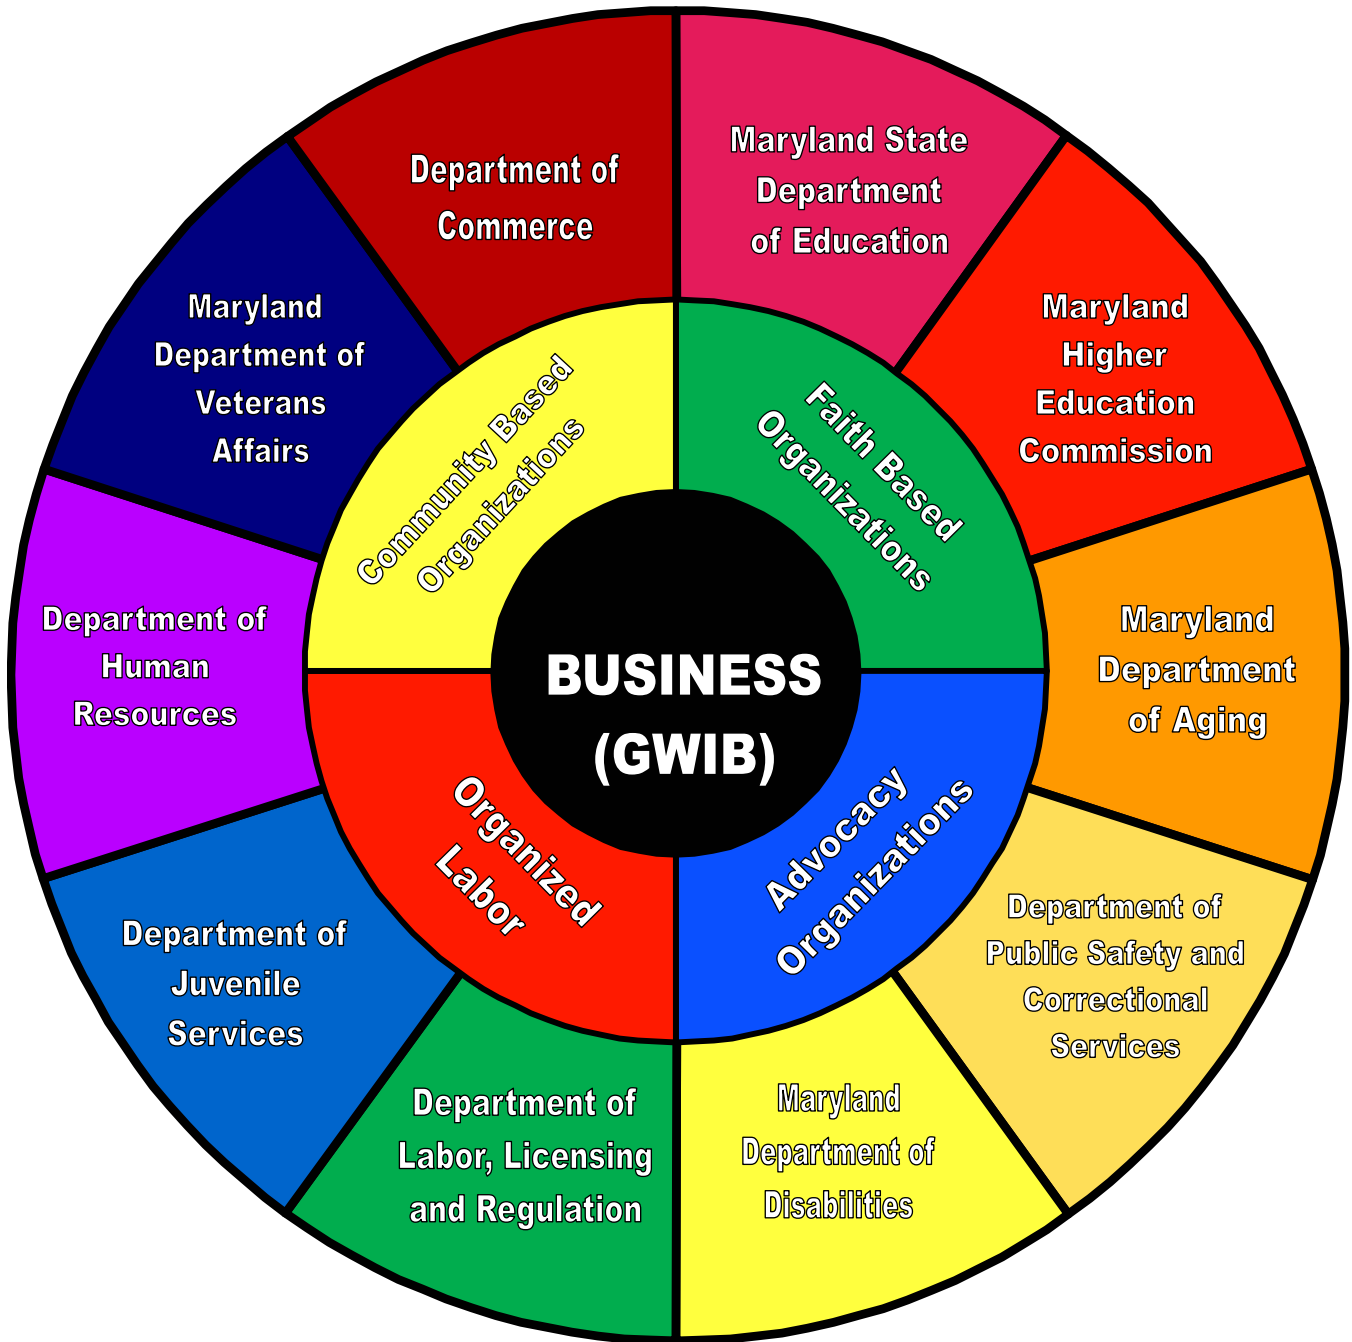 Department of
Commerce
Maryland State
Department
of Education
Maryland
Higher
Education
Commission
Maryland
Department
of Aging
Department of
Public Safety and
Correctional
Services
Maryland
Department of
Disabilities
Department of
Labor, Licensing
and Regulation
Department of
Juvenile
Services
Department of
Human
Resources
Maryland
Department of
Veterans
Affairs
Community Based
Organizations
Faith Based
Organizations
Advocacy
Organizations
Organized
Labor
BUSINESS
(GWIB)